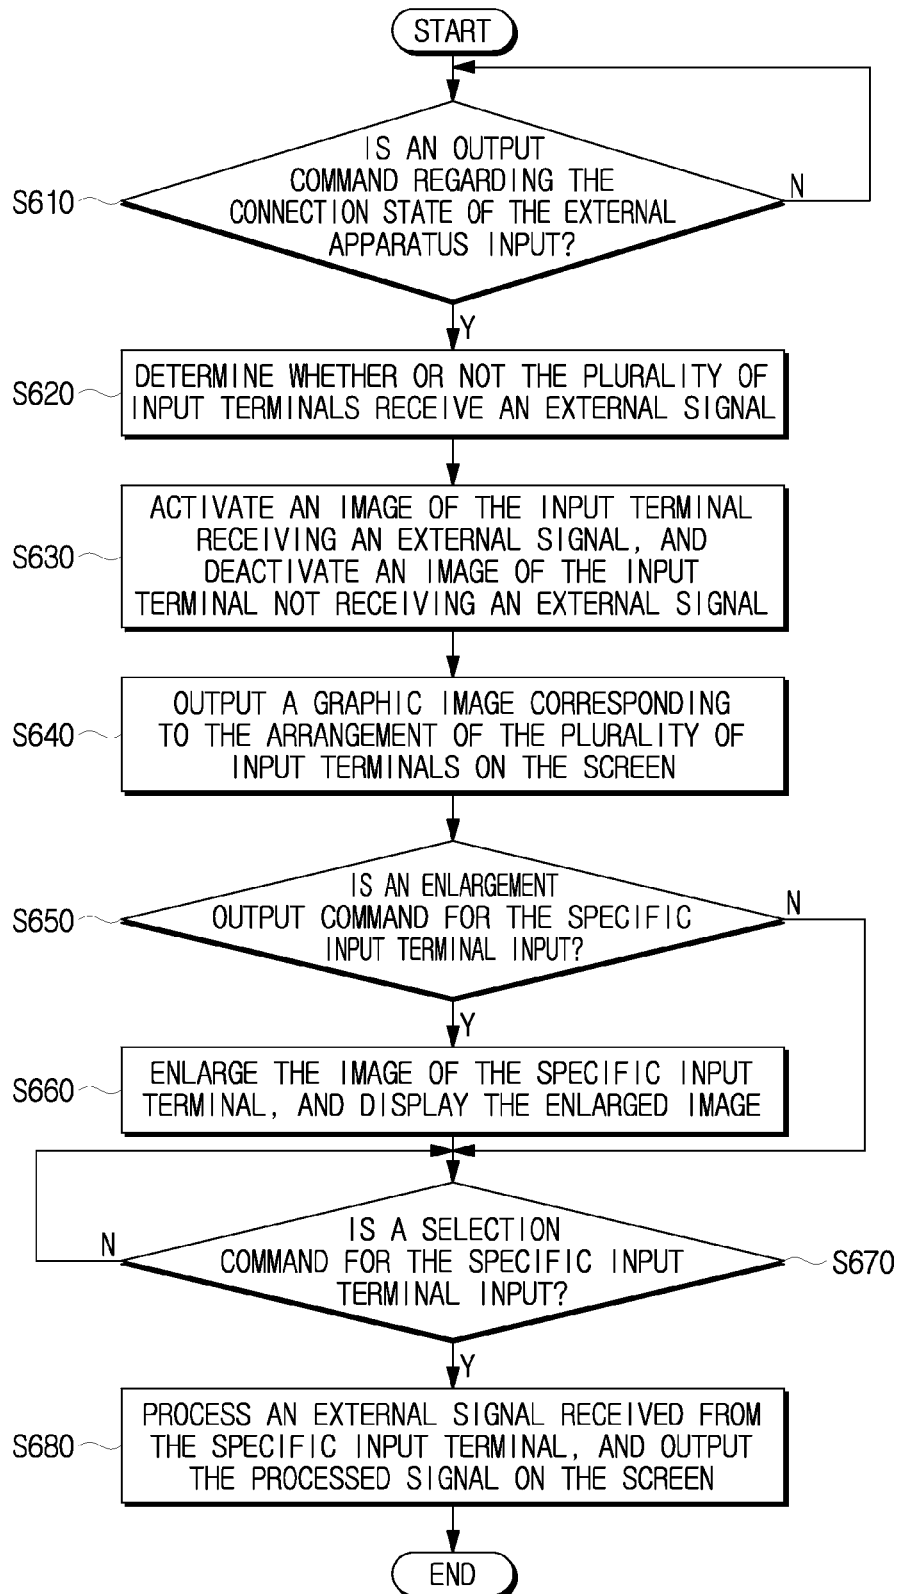 START
IS AN OUTPUT
COMMAND REGARDING THE
CONNECTION STATE OF THE EXTERNAL
APPARATUS INPUT?
S610
N
Y
S620
DETERMINE WHETHER OR NOT THE PLURALITY OF
INPUT TERMINALS RECEIVE AN EXTERNAL SIGNAL
S630
ACTIVATE AN IMAGE OF THE INPUT TERMINAL
RECEIVING AN EXTERNAL SIGNAL, AND
DEACTIVATE AN IMAGE OF THE INPUT
TERMINAL NOT RECEIVING AN EXTERNAL SIGNAL
S640
OUTPUT A GRAPHIC IMAGE CORRESPONDING
TO THE ARRANGEMENT OF THE PLURALITY OF
INPUT TERMINALS ON THE SCREEN
S650
IS AN ENLARGEMENT
OUTPUT COMMAND FOR THE SPECIFIC
INPUT TERMINAL INPUT?
N
Y
S660
ENLARGE THE IMAGE OF THE SPECIFIC INPUT
TERMINAL, AND DISPLAY THE ENLARGED IMAGE
N
IS A SELECTION
COMMAND FOR THE SPECIFIC INPUT
TERMINAL INPUT?
S670
Y
S680
PROCESS AN EXTERNAL SIGNAL RECEIVED FROM
THE SPECIFIC INPUT TERMINAL, AND OUTPUT
THE PROCESSED SIGNAL ON THE SCREEN
END